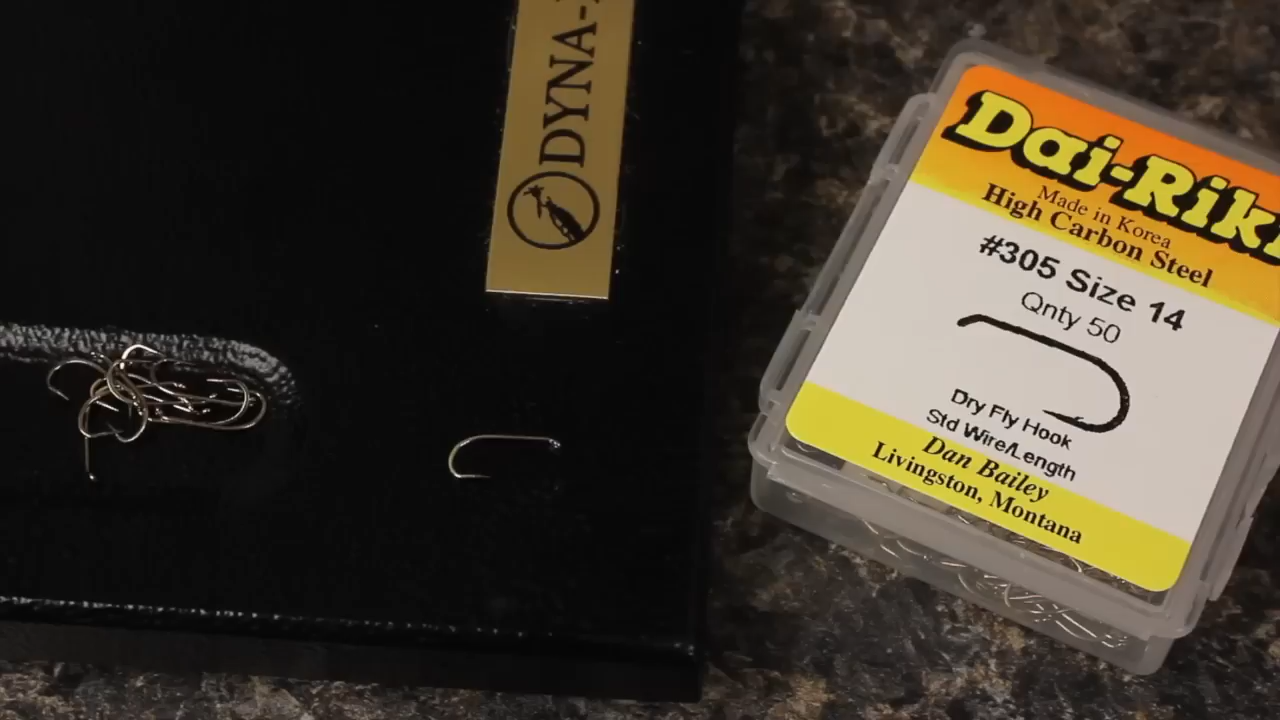 DYNA-
Dai-Riki
Made in Korea
High Carbon Steel
#305 Size 14
Qnty 50
Dry Fly Hook
Std Wire/Length
Dan Bailey
Livingston, Montana